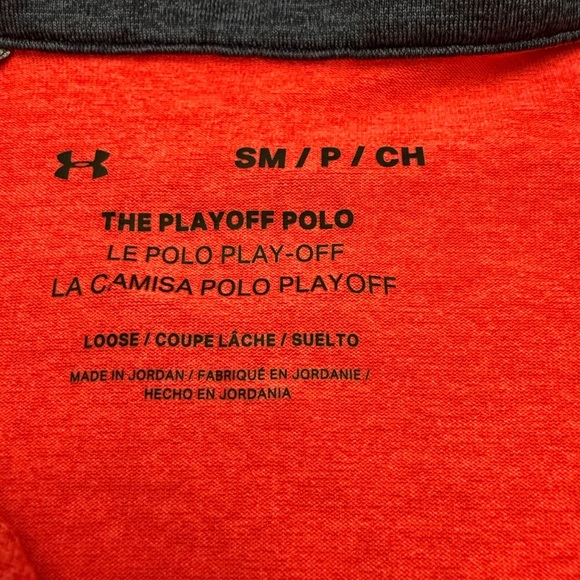 SM / P / CH
THE PLAYOFF POLO
LE POLO PLAY-OFF
LA CAMISA POLO PLAYOFF
LOOSE / COUPE LÂCHE / SUELTO
MADE IN JORDAN / FABRIQUÉ EN JORDANIE /
HECHO EN JORDANIA